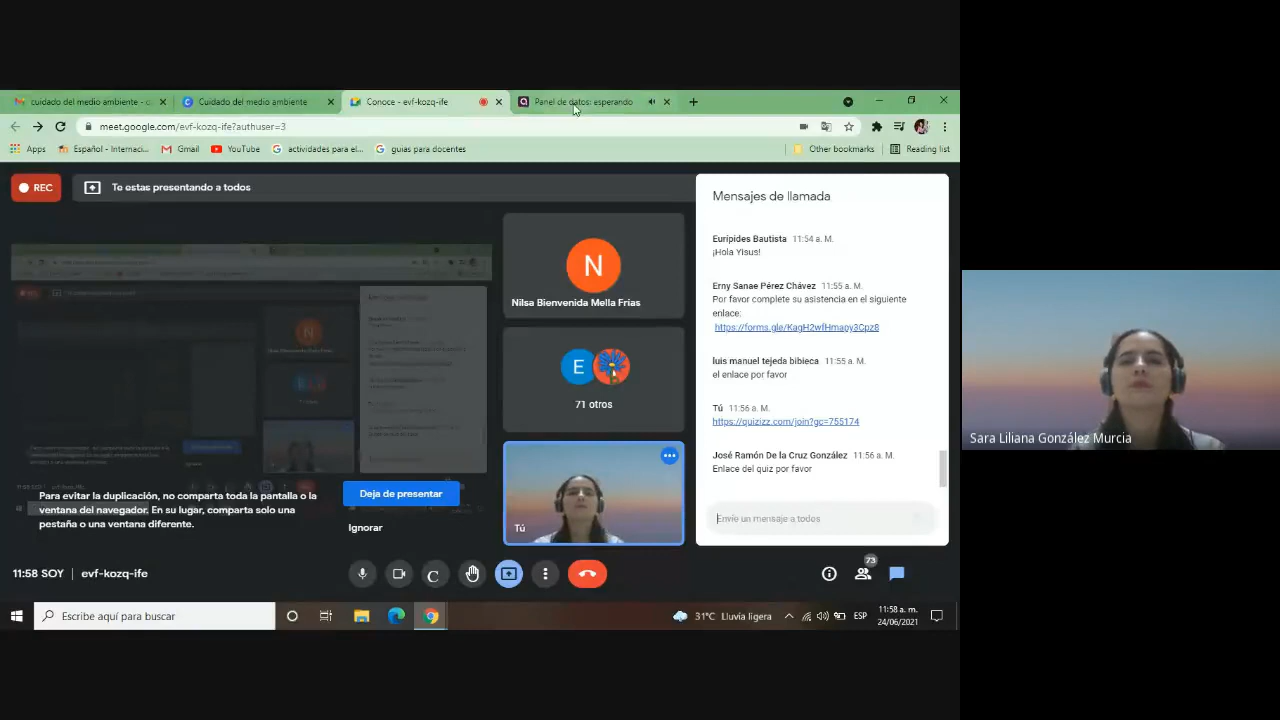 cuidado del medio ambiente - c
Cuidado del medio ambiente
Conoce - evf-kozq-ife
Panel de datos: esperando
meet.google.com/evf-kozq-ife?authuser=3
Apps
Español - Internaci...
Gmail
YouTube
actividades para el...
guias para docentes
Other bookmarks
Reading list
REC
Te estas presentando a todos
N
Nilsa Bienvenida Mella Frias
E
71 otros
Tú
Para evitar la duplicación, no comparta toda la pantalla o la
ventana del navegador. En su lugar, comparta solo una
pestaña o una ventana diferente.
Deja de presentar
Ignorar
Mensajes de llamada
Euripides Bautista 11:54 a. M.
¡Hola Yisus!
Erny Sanae Pérez Chávez 11:55 a. M.
Por favor complete su asistencia en el siguiente
enlace:
https://forms.gle/KagH2wfHmapy3Cpz8
luis manuel tejeda bibieca 11:55 a. M.
el enlace por favor
Tú 11:56 a. M.
https://quizizz.com/join?gc=755174
José Ramón De la Cruz González 11:56 a. M.
Enlace del quiz por favor
Envíe un mensaje a todos
11:58 SOY | evf-kozq-ife
C
73
Escribe aquí para buscar
31°C Lluvia ligera
ESP
11:58 a. m.
24/06/2021
Sara Liliana González Murcia